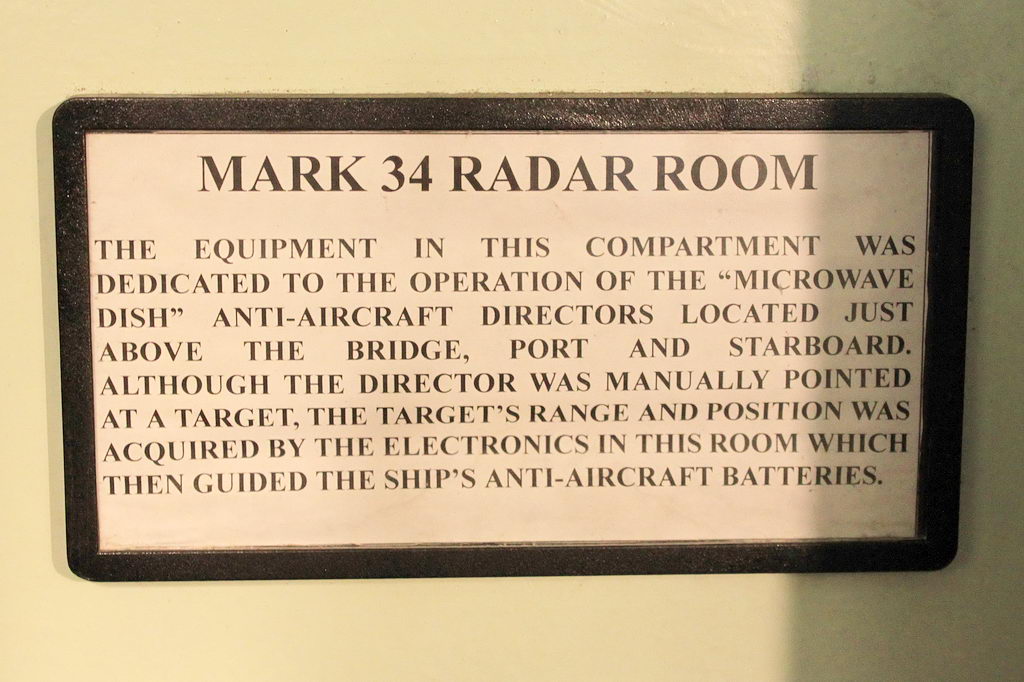 MARK 34 RADAR ROOM
THE EQUIPMENT IN THIS COMPARTMENT WAS
DEDICATED TO THE OPERATION OF THE “MICROWAVE
DISH” ANTI-AIRCRAFT DIRECTORS LOCATED JUST
ABOVE THE BRIDGE, PORT AND STARBOARD.
ALTHOUGH THE DIRECTOR WAS MANUALLY POINTED
AT A TARGET, THE TARGET’S RANGE AND POSITION WAS
ACQUIRED BY THE ELECTRONICS IN THIS ROOM WHICH
THEN GUIDED THE SHIP’S ANTI-AIRCRAFT BATTERIES.